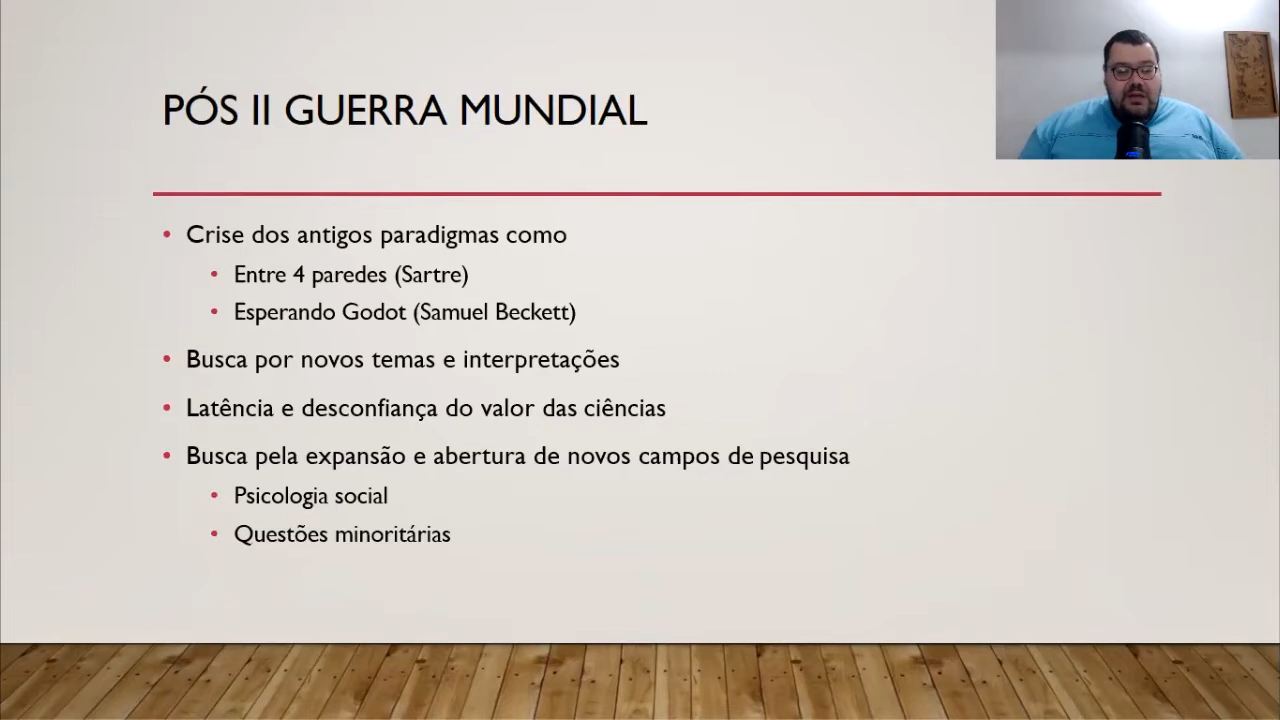 PÓS II GUERRA MUNDIAL
Crise dos antigos paradigmas como
Entre 4 paredes (Sartre)
Esperando Godot (Samuel Beckett)
Busca por novos temas e interpretações
Latência e desconfiança do valor das ciências
Busca pela expansão e abertura de novos campos de pesquisa
Psicologia social
Questões minoritárias